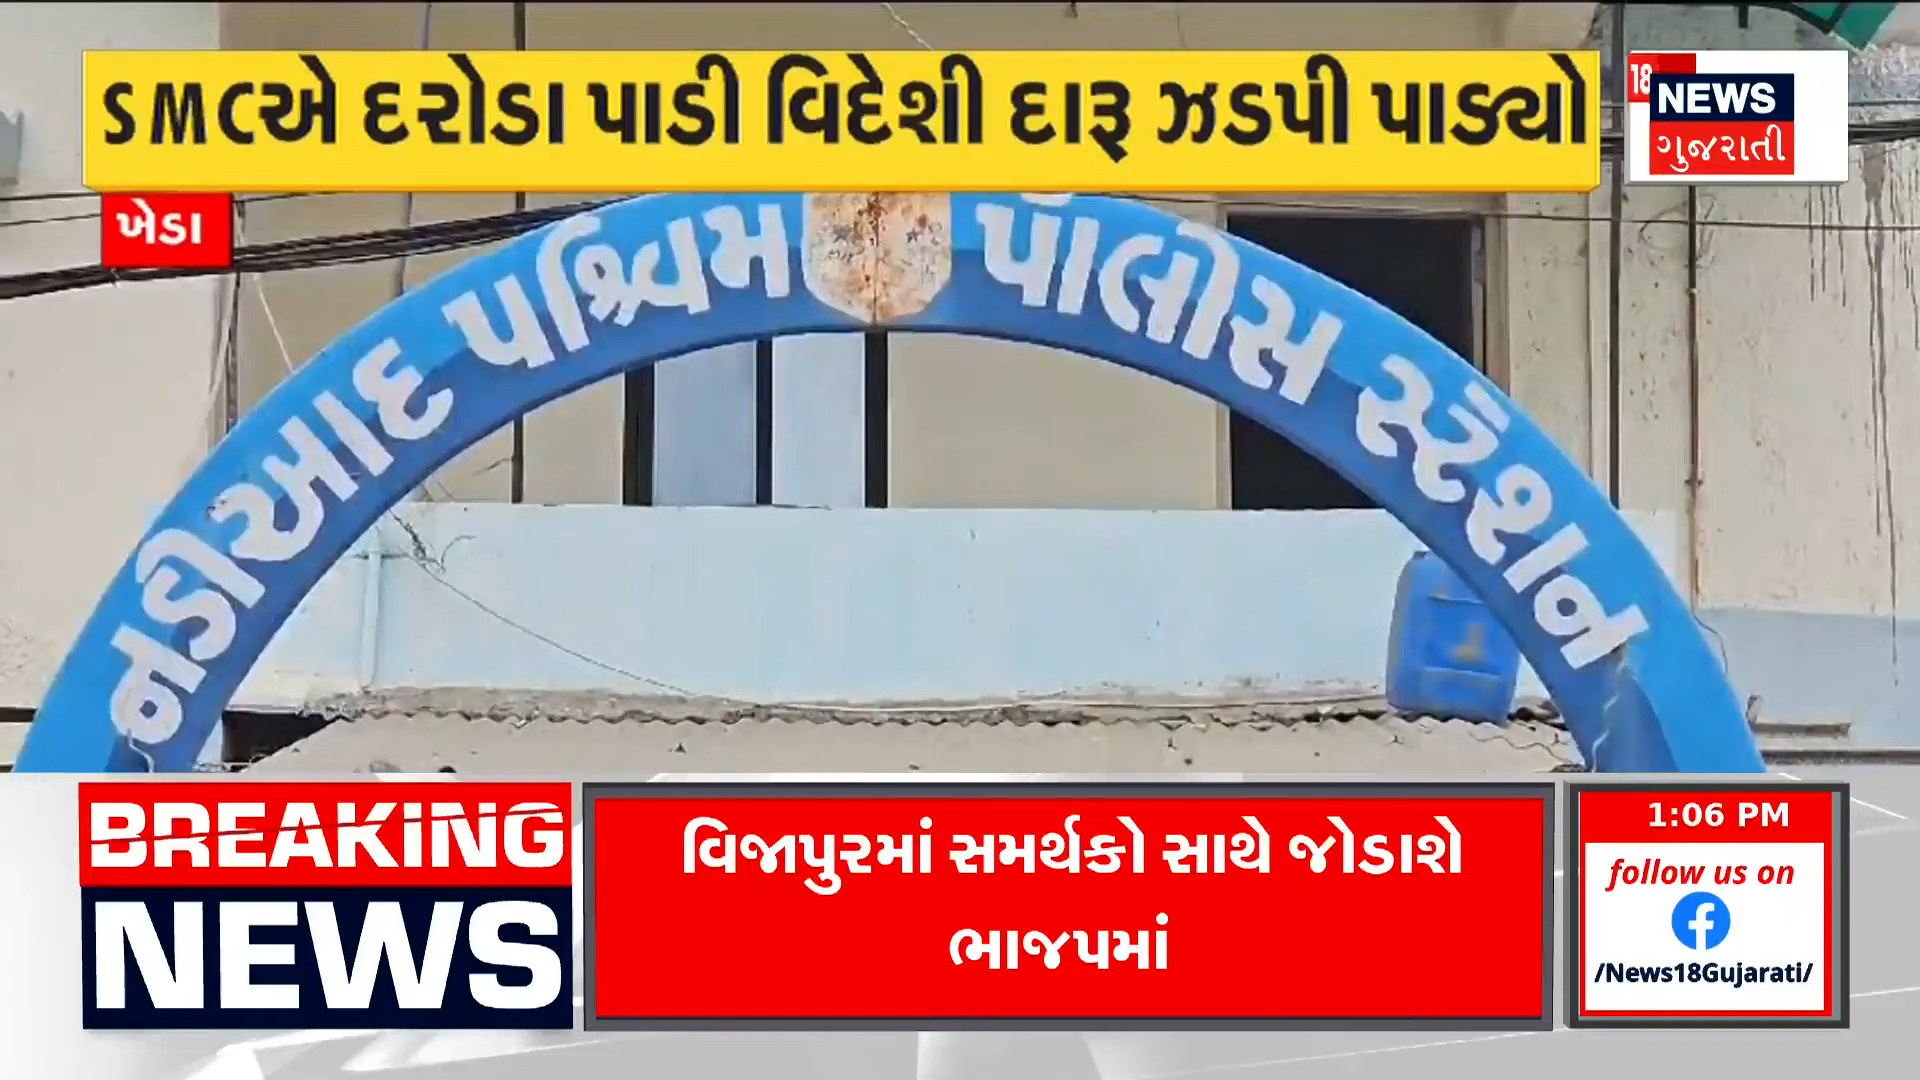 SMCએ દરોડા પાડી વિદેશી દારૂ ઝડપી પાડ્યો
18
NEWS
ગુજરાતી
ખેડા
નડીઆદ પશ્ચિમ પોલીસ સ્ટેશન
BREAKING
NEWS
વિજાપુરમાં સમર્થકો સાથે જોડાશે
ભાજપમાં
1:06 PM
follow us on
/News18Gujarati/